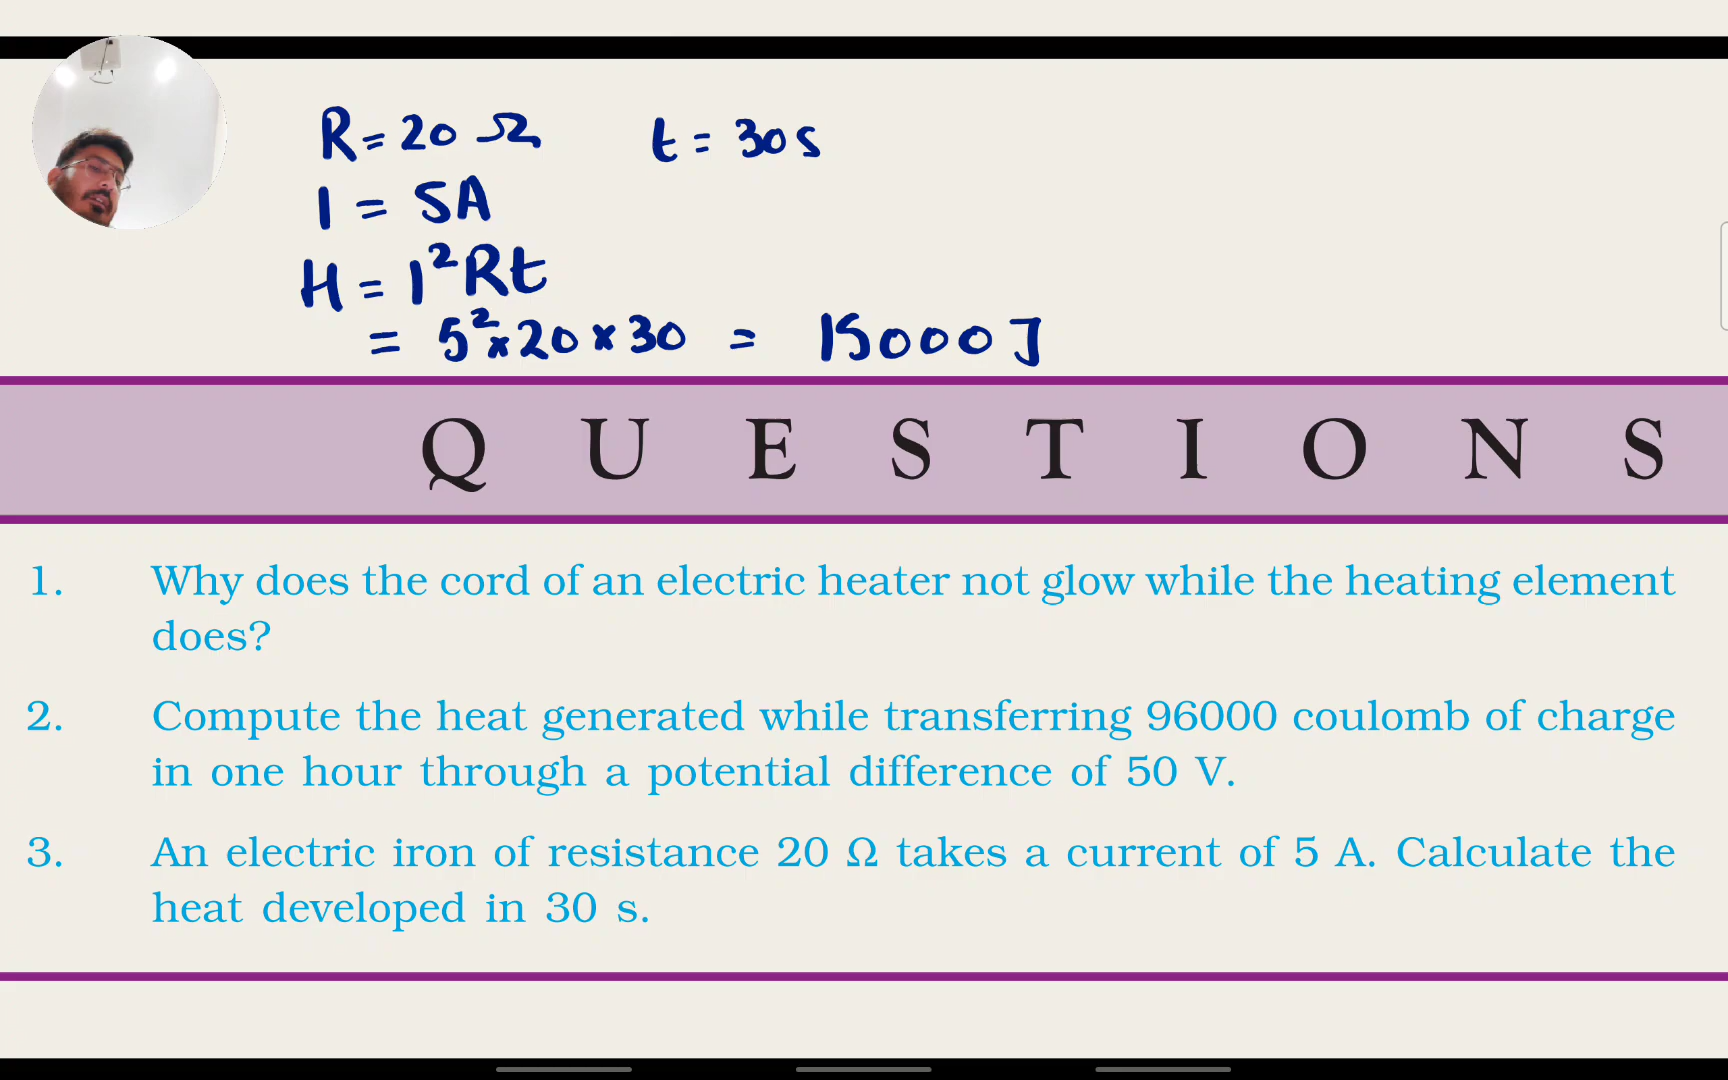 R = 20 Ω t = 30 s
I = 5A
H = I²Rt
= 5² × 20 × 30 = 15000 J
QUESTIONS
1. Why does the cord of an electric heater not glow while the heating element
does?
2. Compute the heat generated while transferring 96000 coulomb of charge
in one hour through a potential difference of 50 V.
3. An electric iron of resistance 20 Ω takes a current of 5 A. Calculate the
heat developed in 30 s.